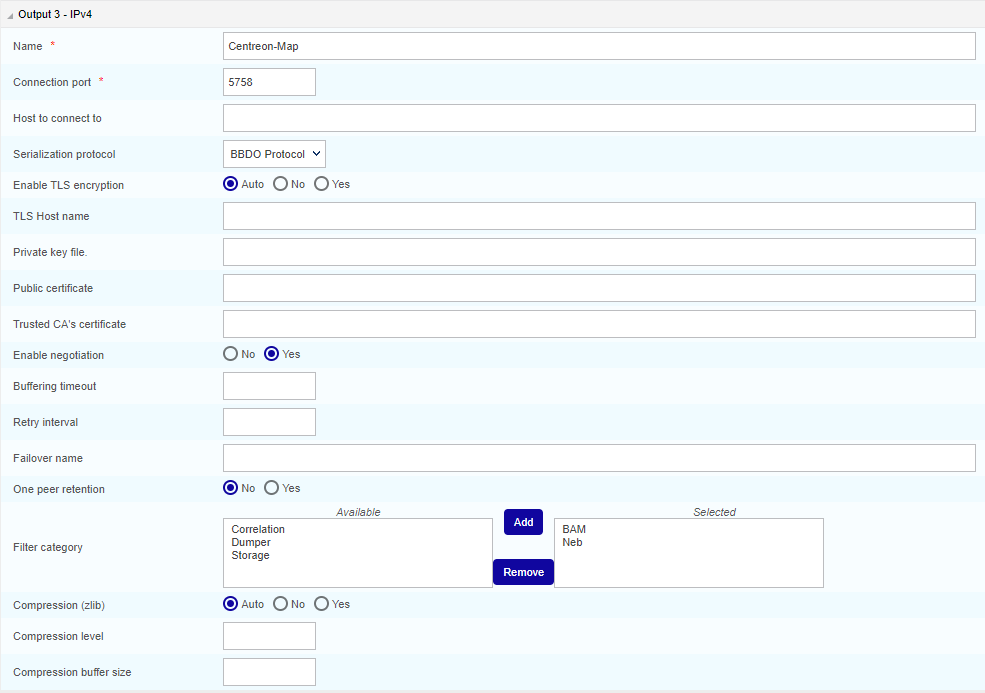 Output 3 - IPv4
Name *
Centreon-Map
Connection port *
5758
Host to connect to
Serialization protocol
BBDO Protocol
Enable TLS encryption
Auto No Yes
TLS Host name
Private key file.
Public certificate
Trusted CA's certificate
Enable negotiation
No Yes
Buffering timeout
Retry interval
Failover name
One peer retention
No Yes
Filter category
Available
Correlation
Dumper
Storage
Add
Remove
Selected
BAM
Neb
Compression (zlib)
Auto No Yes
Compression level
Compression buffer size